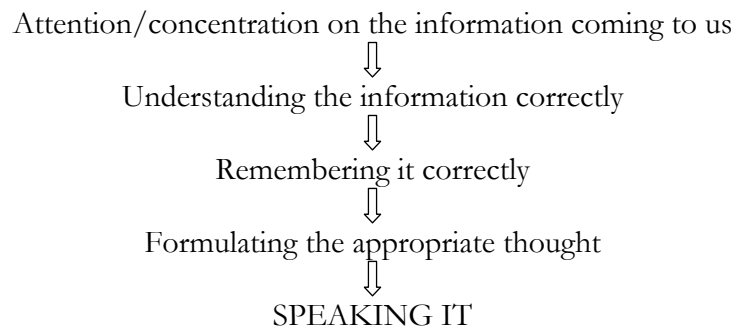 Attention/concentration on the information coming to us
Understanding the information correctly
Remembering it correctly
Formulating the appropriate thought
SPEAKING IT